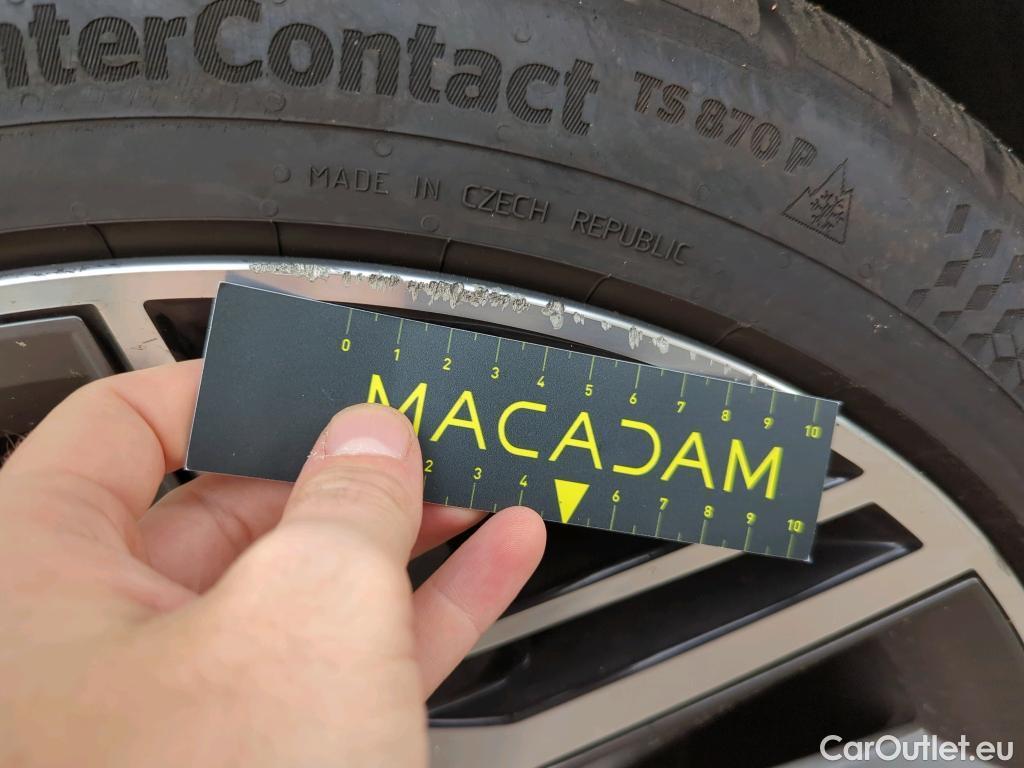 nterContact TS 870 P
MADE IN CZECH REPUBLIC
0 1 2 3 4 5 6 7 8 9 10
MACADAM
2 3 4 6 7 8 9 10
CarOutlet.eu